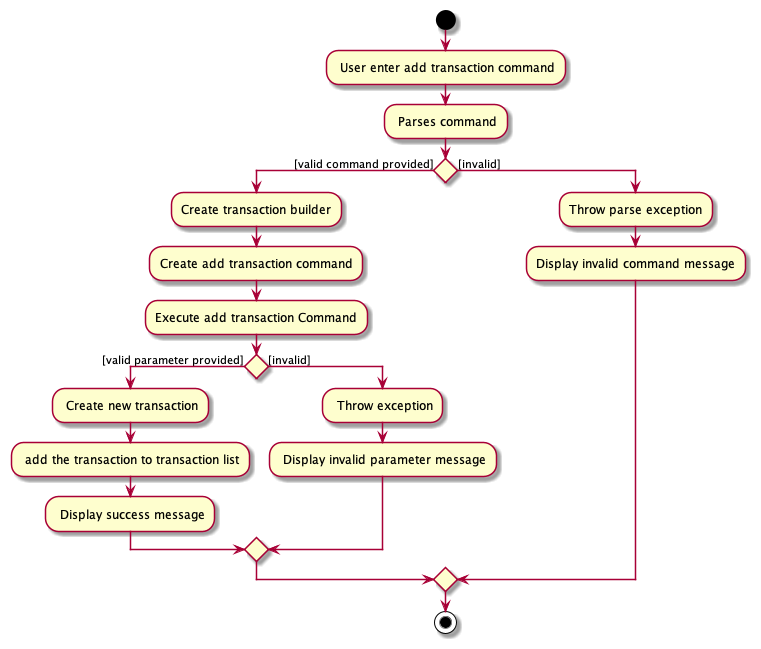 User enter add transaction command
Parses command
[valid command provided]
[invalid]
Create transaction builder
Throw parse exception
Create add transaction command
Display invalid command message
Execute add transaction Command
[valid parameter provided]
[invalid]
Create new transaction
Throw exception
add the transaction to transaction list
Display invalid parameter message
Display success message